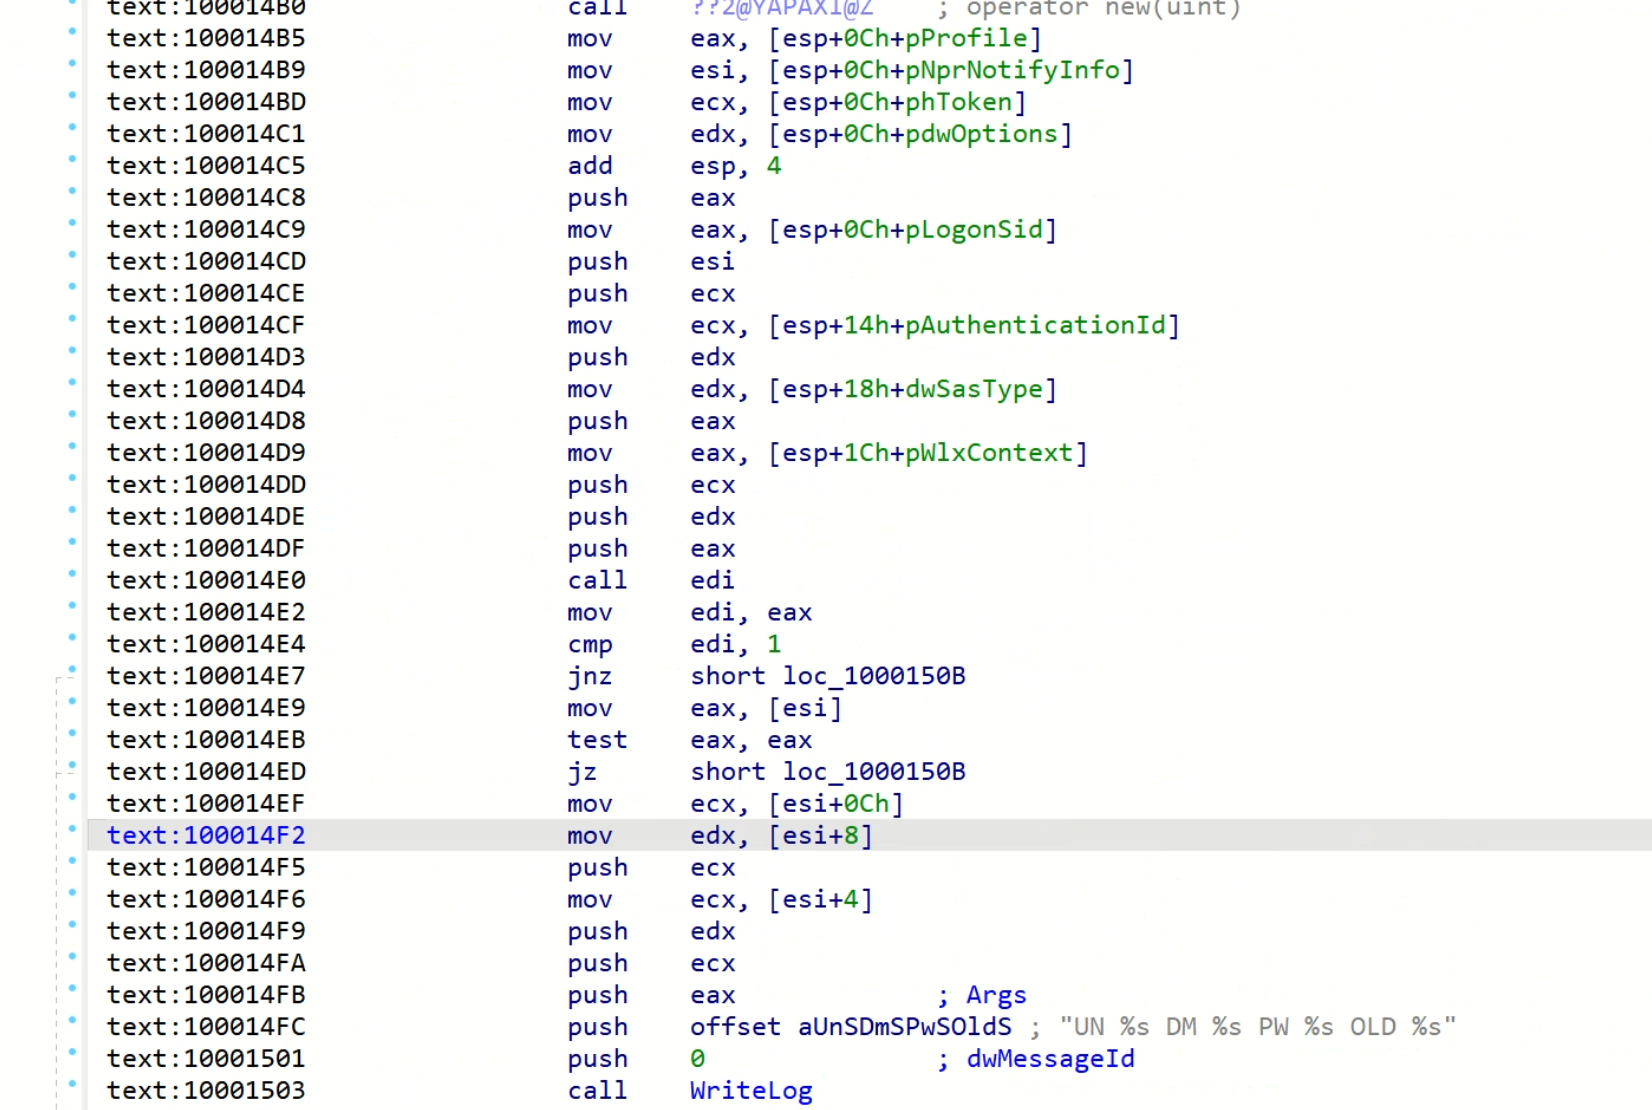 text:100014B0 call ??2@YAPAXI@Z ; operator new(uint)
text:100014B5 mov eax, [esp+0Ch+pProfile]
text:100014B9 mov esi, [esp+0Ch+pNprNotifyInfo]
text:100014BD mov ecx, [esp+0Ch+phToken]
text:100014C1 mov edx, [esp+0Ch+pdwOptions]
text:100014C5 add esp, 4
text:100014C8 push eax
text:100014C9 mov eax, [esp+0Ch+pLogonSid]
text:100014CD push esi
text:100014CE push ecx
text:100014CF mov ecx, [esp+14h+pAuthenticationId]
text:100014D3 push edx
text:100014D4 mov edx, [esp+18h+dwSasType]
text:100014D8 push eax
text:100014D9 mov eax, [esp+1Ch+pWlxContext]
text:100014DD push ecx
text:100014DE push edx
text:100014DF push eax
text:100014E0 call edi
text:100014E2 mov edi, eax
text:100014E4 cmp edi, 1
text:100014E7 jnz short loc_1000150B
text:100014E9 mov eax, [esi]
text:100014EB test eax, eax
text:100014ED jz short loc_1000150B
text:100014EF mov ecx, [esi+0Ch]
text:100014F2 mov edx, [esi+8]
text:100014F5 push ecx
text:100014F6 mov ecx, [esi+4]
text:100014F9 push edx
text:100014FA push ecx
text:100014FB push eax ; Args
text:100014FC push offset aUnSDmSPwSOldS ; "UN %s DM %s PW %s OLD %s"
text:10001501 push 0 ; dwMessageId
text:10001503 call WriteLog